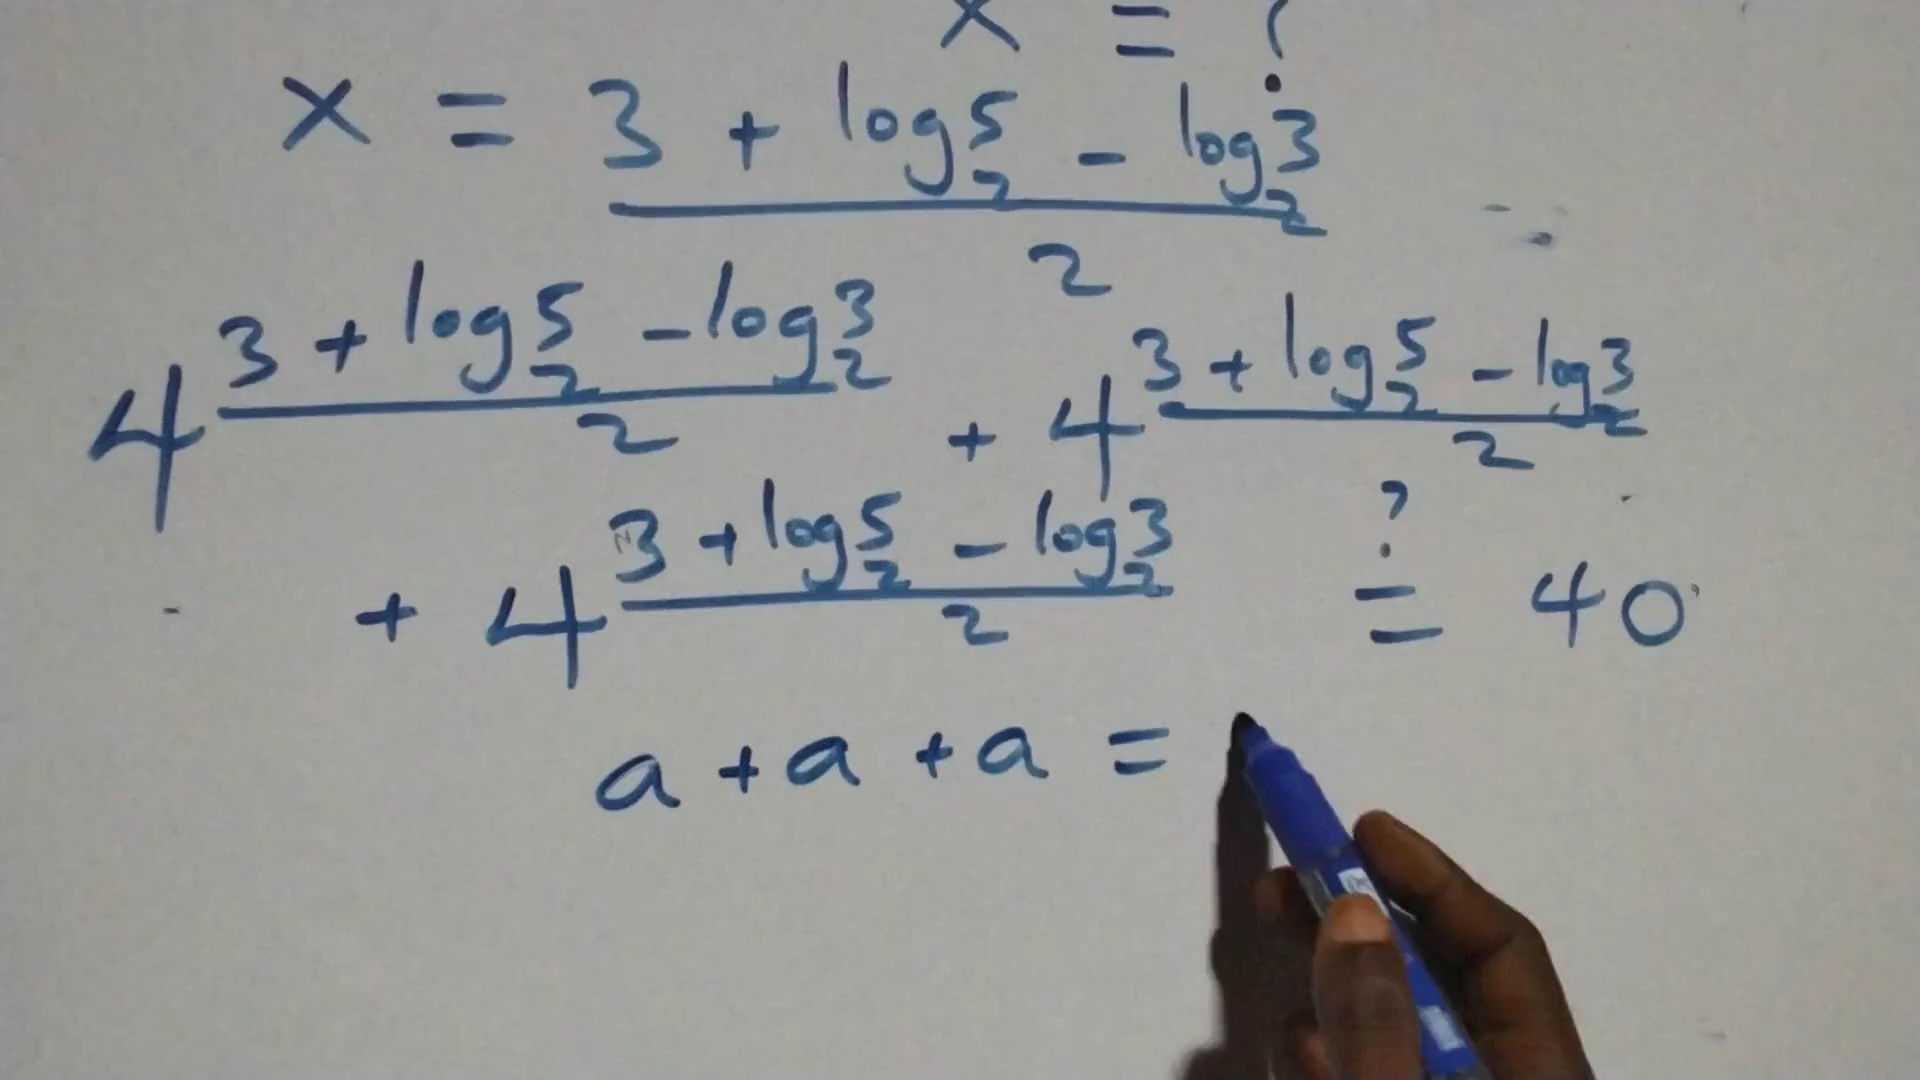 x = ?
x = 3 + log₂5 - log₂3
2
4^(3 + log₂5 - log₂3)/2 + 4^(3 + log₂5 - log₂3)/2
+ 4^(3 + log₂5 - log₂3)/2 ?= 40
a + a + a =